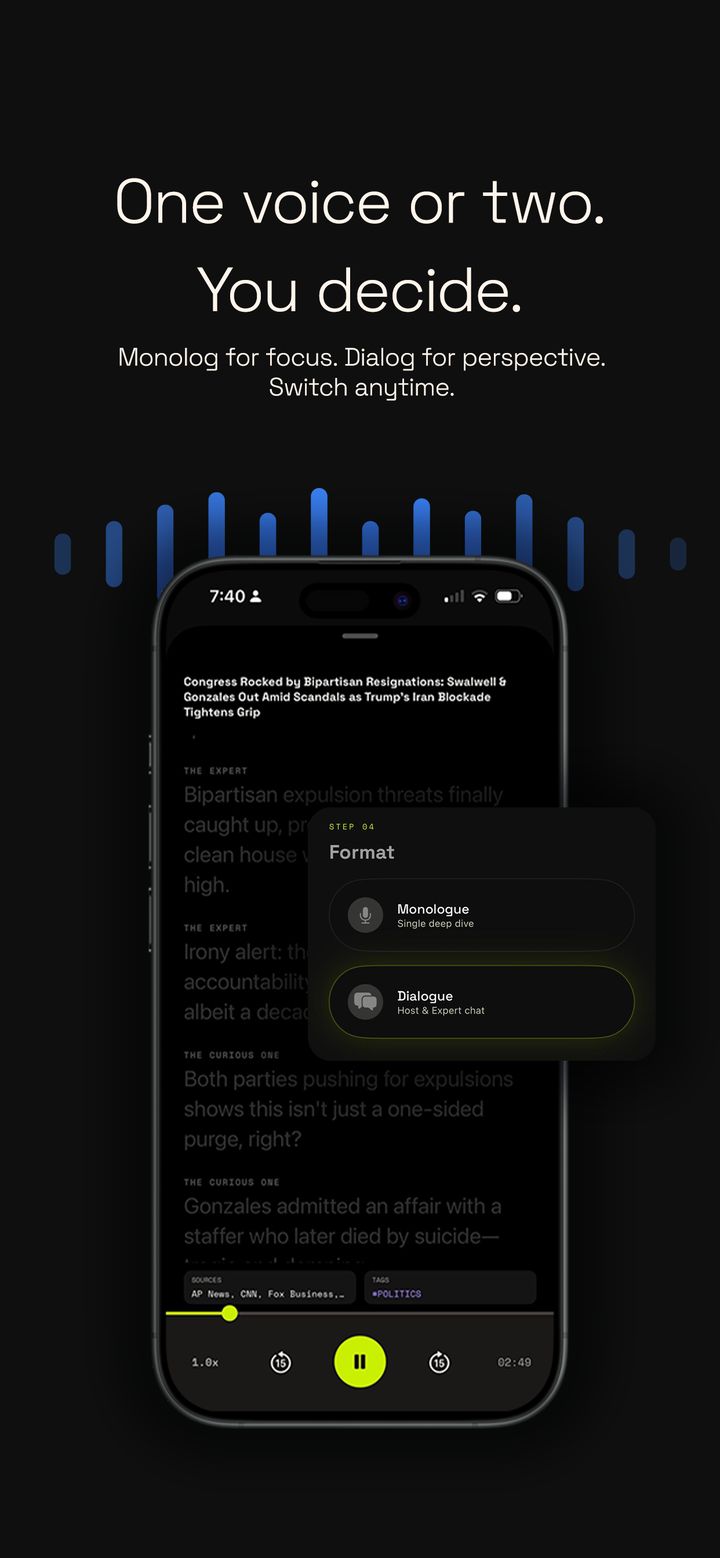 One voice or two.
You decide.
Monolog for focus. Dialog for perspective.
Switch anytime.
7:40
Congress Rocked by Bipartisan Resignations: Swalwell &
Gonzales Out Amid Scandals as Trump's Iran Blockade
Tightens Grip
THE EXPERT
Bipartisan expulsion threats finally
caught up,
clean house
high.
THE EXPERT
Irony alert:
accountability
albeit a
THE CURIOUS ONE
Both parties pushing for expulsions
shows this isn't just a one-sided
purge, right?
THE CURIOUS ONE
Gonzales admitted an affair with a
staffer who later died by suicide—
STEP 04
Format
Monologue
Single deep dive
Dialogue
Host & Expert chat
SOURCES
AP News, CNN, Fox Business,…
TAGS
#POLITICS
1.0x
15
15
02:49